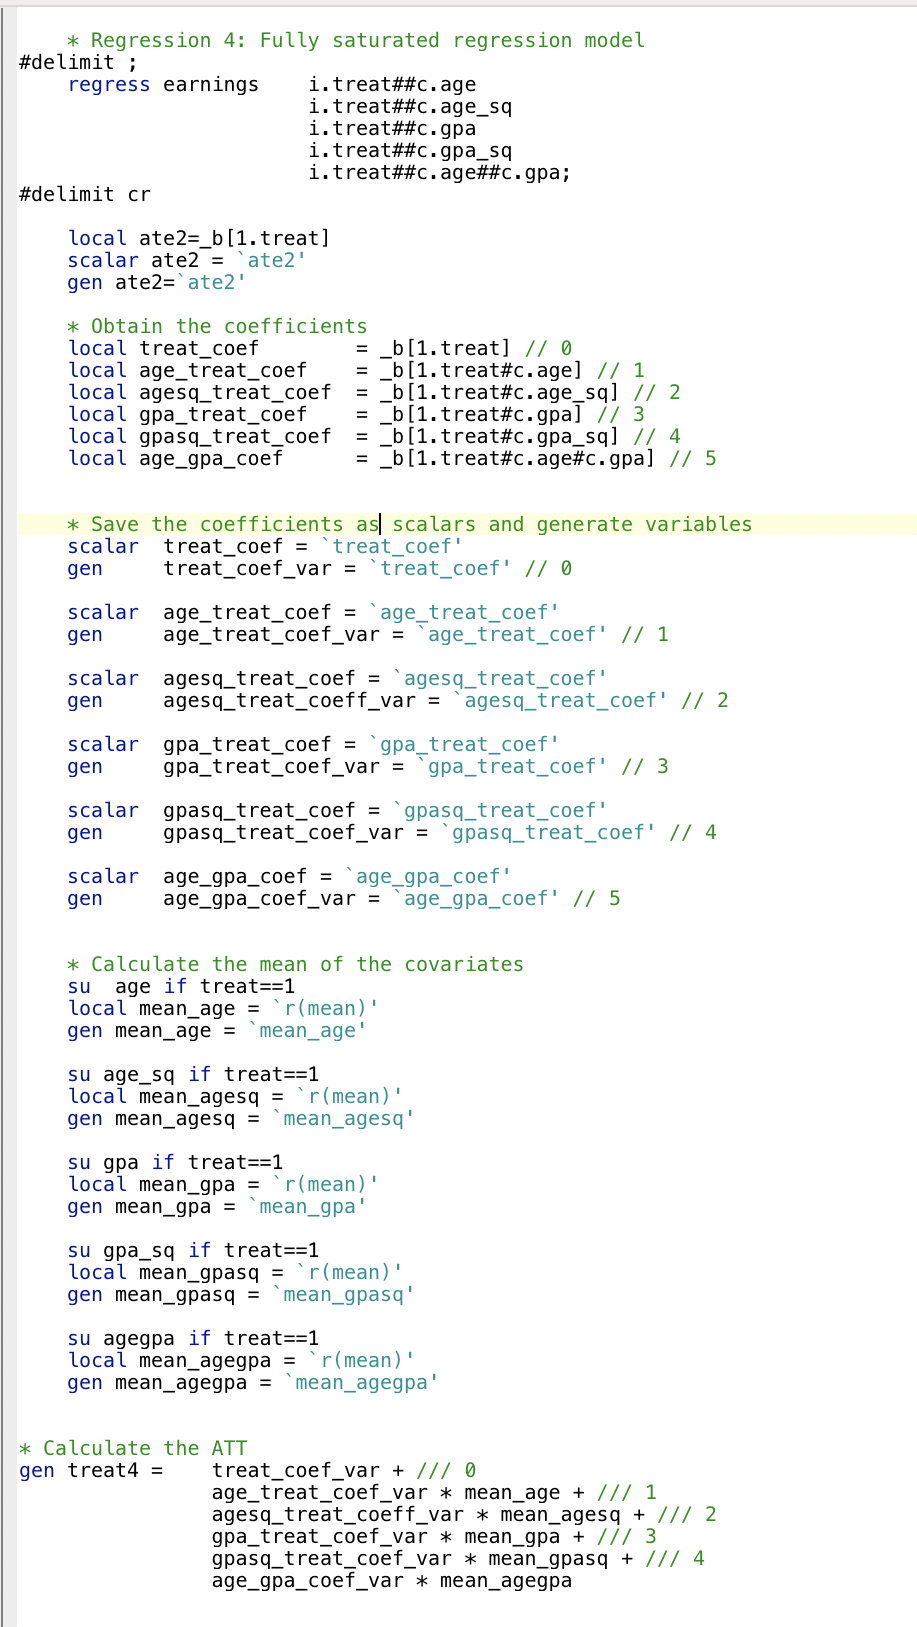 * Regression 4: Fully saturated regression model
#delimit ;
regress earnings i.treat##c.age
i.treat##c.age_sq
i.treat##c.gpa
i.treat##c.gpa_sq
i.treat##c.age##c.gpa;
#delimit cr
local ate2=_b[1.treat]
scalar ate2 = `ate2'
gen ate2=`ate2'
* Obtain the coefficients
local treat_coef = _b[1.treat] // 0
local age_treat_coef = _b[1.treat#c.age] // 1
local agesq_treat_coef = _b[1.treat#c.age_sq] // 2
local gpa_treat_coef = _b[1.treat#c.gpa] // 3
local gpasq_treat_coef = _b[1.treat#c.gpa_sq] // 4
local age_gpa_coef = _b[1.treat#c.age#c.gpa] // 5
* Save the coefficients as scalars and generate variables
scalar treat_coef = `treat_coef'
gen treat_coef_var = `treat_coef' // 0
scalar age_treat_coef = `age_treat_coef'
gen age_treat_coef_var = `age_treat_coef' // 1
scalar agesq_treat_coef = `agesq_treat_coef'
gen agesq_treat_coeff_var = `agesq_treat_coef' // 2
scalar gpa_treat_coef = `gpa_treat_coef'
gen gpa_treat_coef_var = `gpa_treat_coef' // 3
scalar gpasq_treat_coef = `gpasq_treat_coef'
gen gpasq_treat_coef_var = `gpasq_treat_coef' // 4
scalar age_gpa_coef = `age_gpa_coef'
gen age_gpa_coef_var = `age_gpa_coef' // 5
* Calculate the mean of the covariates
su age if treat==1
local mean_age = `r(mean)'
gen mean_age = `mean_age'
su age_sq if treat==1
local mean_agesq = `r(mean)'
gen mean_agesq = `mean_agesq'
su gpa if treat==1
local mean_gpa = `r(mean)'
gen mean_gpa = `mean_gpa'
su gpa_sq if treat==1
local mean_gpasq = `r(mean)'
gen mean_gpasq = `mean_gpasq'
su agegpa if treat==1
local mean_agegpa = `r(mean)'
gen mean_agegpa = `mean_agegpa'
* Calculate the ATT
gen treat4 = treat_coef_var + /// 0
age_treat_coef_var * mean_age + /// 1
agesq_treat_coeff_var * mean_agesq + /// 2
gpa_treat_coef_var * mean_gpa + /// 3
gpasq_treat_coef_var * mean_gpasq + /// 4
age_gpa_coef_var * mean_agegpa